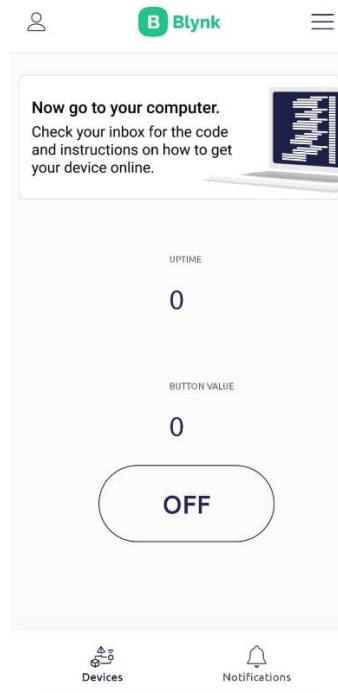 B Blynk
Now go to your computer.
Check your inbox for the code
and instructions on how to get
your device online.
UPTIME
0
BUTTON VALUE
0
OFF
Devices
Notifications